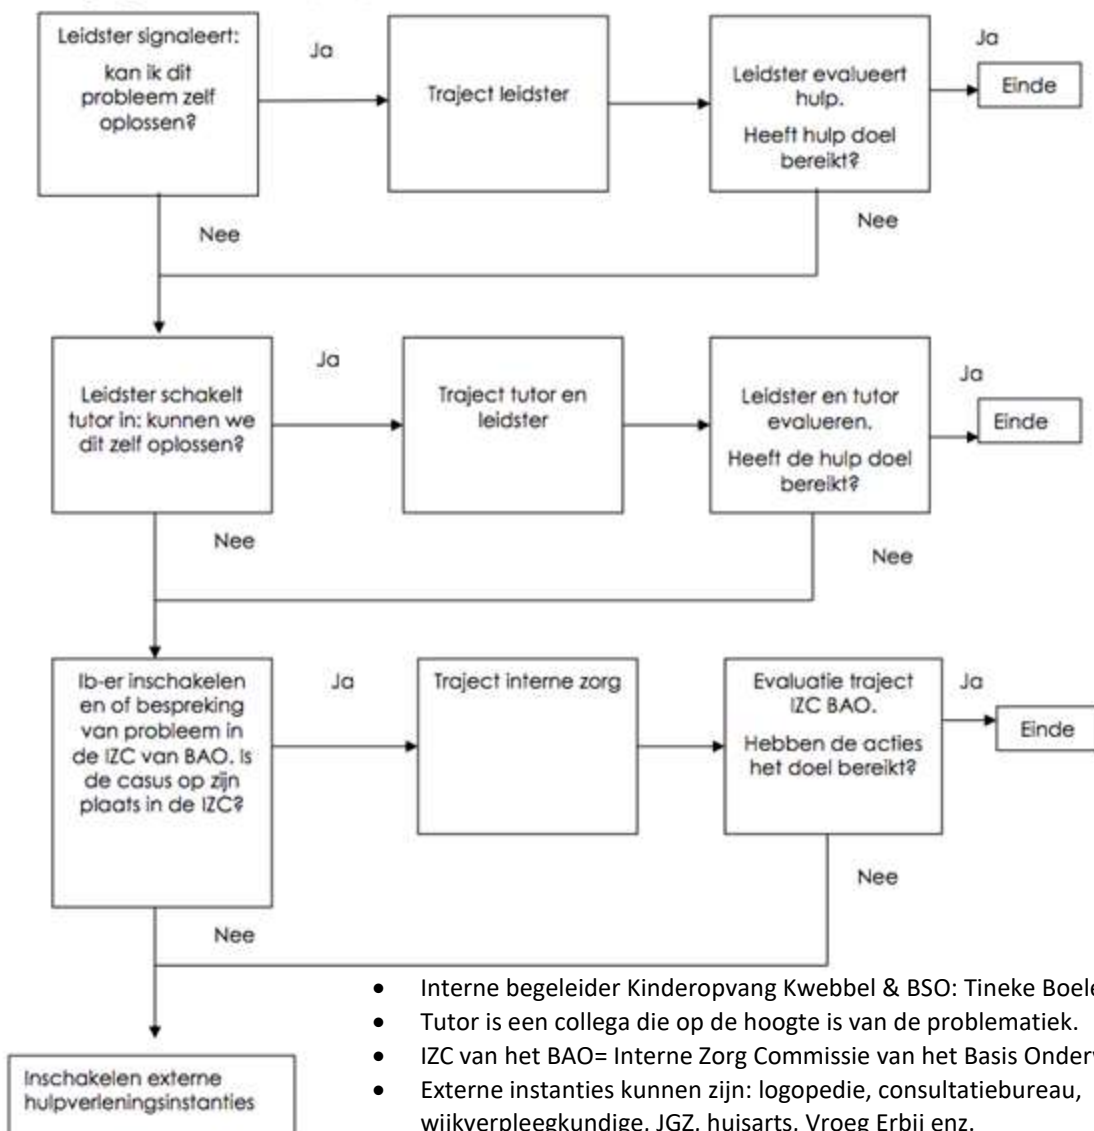 Leidster signaleert:
kan ik dit
probleem zelf
oplossen?
Ja
Traject leidster
Leidster evalueert
hulp.
Heeft hulp doel
bereikt?
Ja
Einde
Nee
Nee
Leidster schakelt
tutor in: kunnen we
dit zelf oplossen?
Ja
Traject tutor en
leidster
Leidster en tutor
evalueren.
Heeft de hulp doel
bereikt?
Ja
Einde
Nee
Nee
Ib-er inschakelen
en of bespreking
van probleem in
de IZC van BAO. Is
de casus op zijn
plaats in de IZC?
Ja
Traject interne zorg
Evaluatie traject
IZC BAO.
Hebben de acties
het doel bereikt?
Ja
Einde
Nee
Nee
Inschakelen externe
hulpverleningsinstanties
• Interne begeleider Kinderopvang Kwebbel & BSO: Tineke
• Tutor is een collega die op de hoogte is van de problematiek.
• IZC van het BAO= Interne Zorg Commissie van het Basis
• Externe instanties kunnen zijn: logopedie, consultatiebureau,
wijkverpleegkundige, JGZ, huisarts, Vroeg Erbij enz.